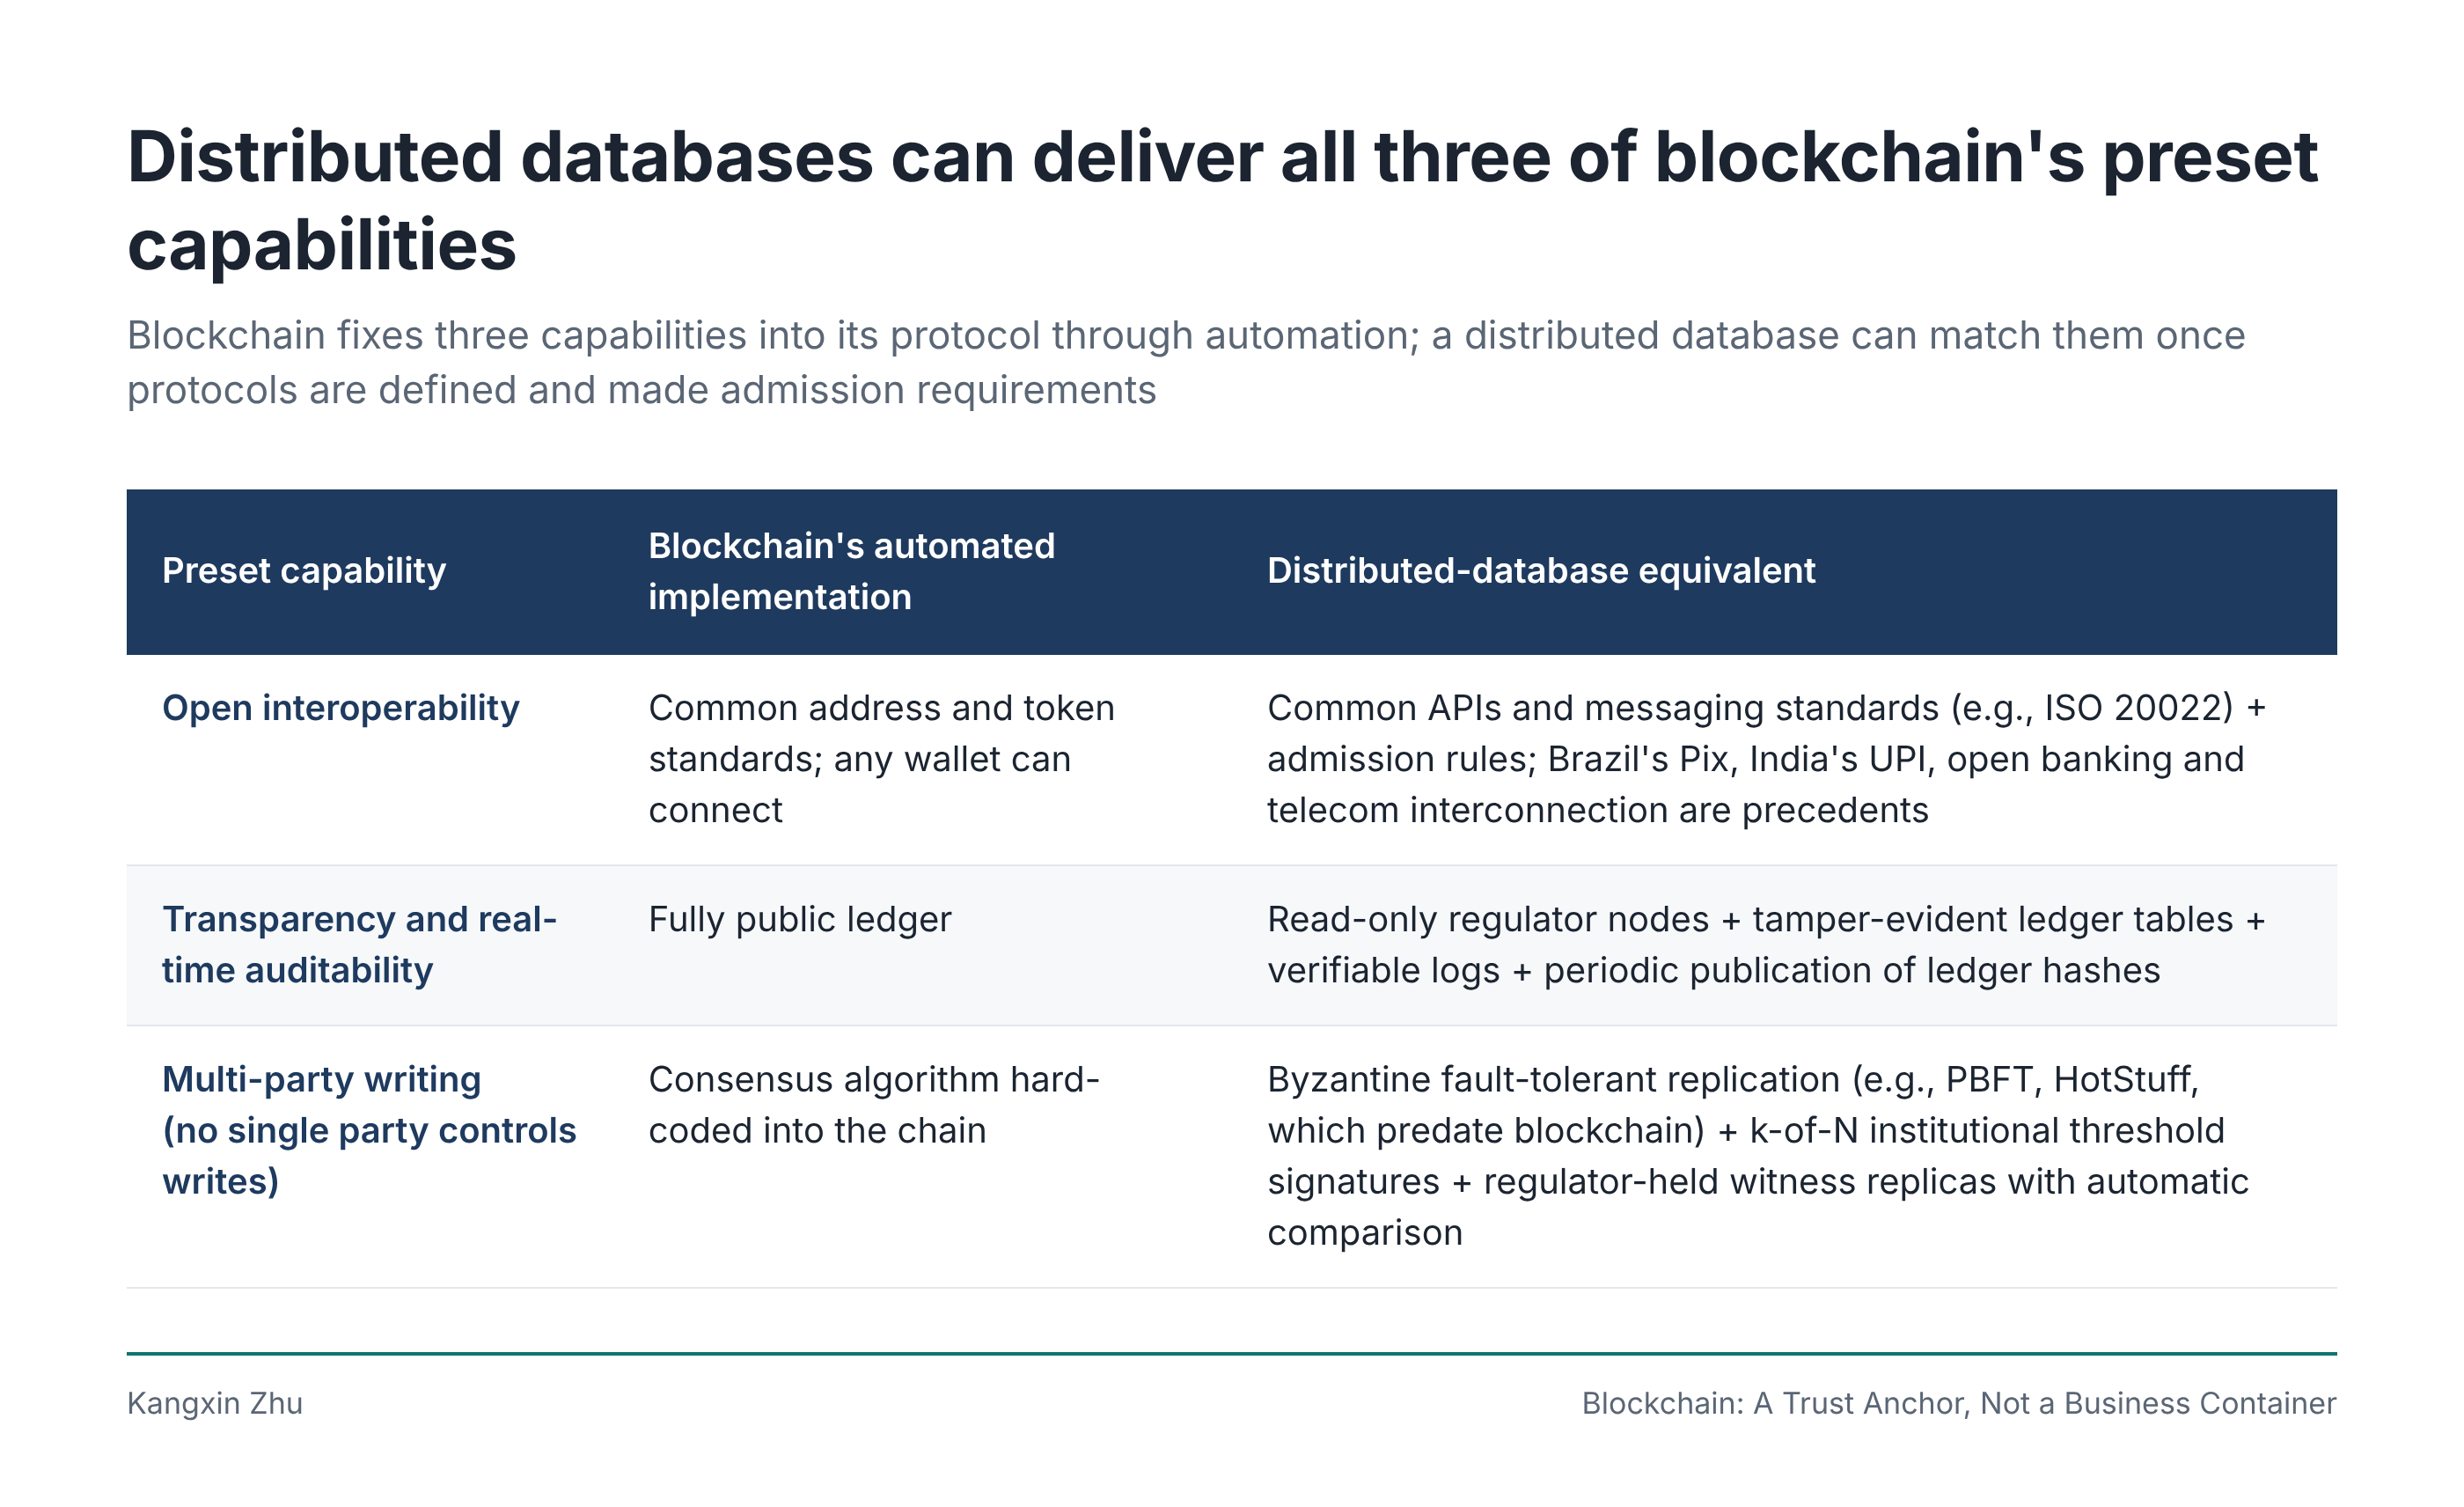 Distributed databases can deliver all three of blockchain's preset
capabilities
Blockchain fixes three capabilities into its protocol through automation; a distributed database can match them once
protocols are defined and made admission requirements
Preset capability
Blockchain's automated
implementation
Distributed-database equivalent
Open interoperability
Common address and token
standards; any wallet can
connect
Common APIs and messaging standards (e.g., ISO 20022) +
admission rules; Brazil's Pix, India's UPI, open banking and
telecom interconnection are precedents
Transparency and real-
time auditability
Fully public ledger
Read-only regulator nodes + tamper-evident ledger tables +
verifiable logs + periodic publication of ledger hashes
Multi-party writing
(no single party controls
writes)
Consensus algorithm hard-
coded into the chain
Byzantine fault-tolerant replication (e.g., PBFT, HotStuff,
which predate blockchain) + k-of-N institutional threshold
signatures + regulator-held witness replicas with automatic
comparison
Kangxin Zhu
Blockchain: A Trust Anchor, Not a Business Container